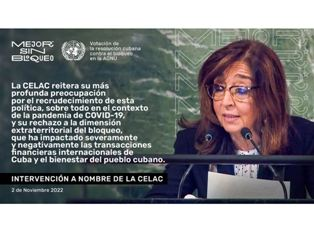 MEJOR
SIN
BLOQUEO
Votación de
la resolución cubana
contra el bloqueo
en la AGNU
La CELAC reitera su más
profunda preocupación
por el recrudecimiento de esta
política, sobre todo en el contexto
de la pandemia de COVID-19,
y su rechazo a la dimensión
extraterritorial del bloqueo,
que ha impactado severamente
y negativamente las transacciones
financieras internacionales de
Cuba y el bienestar del pueblo cubano.
INTERVENCIÓN A NOMBRE DE LA CELAC
2 de Noviembre 2022